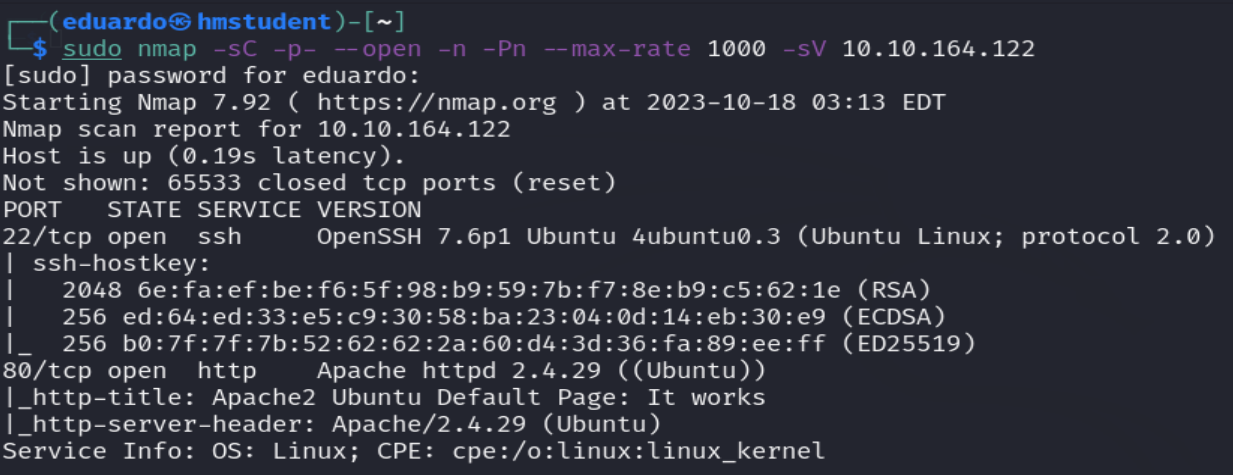 ┌──(eduardo㉿hmstudent)-[~]
└─$ sudo nmap -sC -p- --open -n -Pn --max-rate 1000 -sV 10.10.164.122
[sudo] password for eduardo:
Starting Nmap 7.92 ( https://nmap.org ) at 2023-10-18 03:13 EDT
Nmap scan report for 10.10.164.122
Host is up (0.19s latency).
Not shown: 65533 closed tcp ports (reset)
PORT   STATE SERVICE VERSION
22/tcp open  ssh     OpenSSH 7.6p1 Ubuntu 4ubuntu0.3 (Ubuntu Linux; protocol 2.0)
| ssh-hostkey:
|   2048 6e:fa:ef:be:f6:5f:98:b9:59:7b:f7:8e:b9:c5:62:1e (RSA)
|   256 ed:64:ed:33:e5:c9:30:58:ba:23:04:0d:14:eb:30:e9 (ECDSA)
|_  256 b0:7f:7f:7b:52:62:62:2a:60:d4:3d:36:fa:89:ee:ff (ED25519)
80/tcp open  http    Apache httpd 2.4.29 ((Ubuntu))
|_http-title: Apache2 Ubuntu Default Page: It works
|_http-server-header: Apache/2.4.29 (Ubuntu)
Service Info: OS: Linux; CPE: cpe:/o:linux:linux_kernel